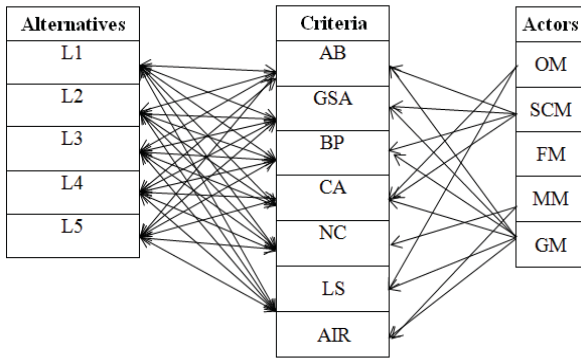 Alternatives
L1
L2
L3
L4
L5
Criteria
AB
GSA
BP
CA
NC
LS
AIR
Actors
OM
SCM
FM
MM
GM